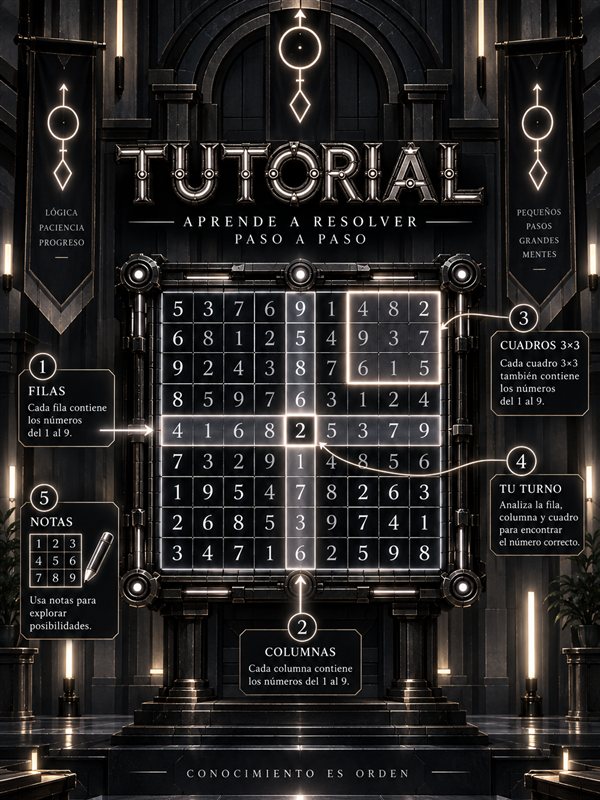 TUTORIAL
APRENDE A RESOLVER
PASO A PASO
LÓGICA
PACIENCIA
PROGRESO
PEQUEÑOS
PASOS
GRANDES
MENTES
5 3 7 6 9 1 4 8 2
6 8 1 2 5 4 9 3 7
9 2 4 3 8 7 6 1 5
8 5 9 7 6 3 1 2 4
4 1 6 8 2 5 3 7 9
7 3 2 9 1 4 8 5 6
1 9 5 4 7 8 2 6 3
2 6 8 5 3 9 7 4 1
3 4 7 1 6 2 5 9 8
1
FILAS
Cada fila contiene
los números
del 1 al 9.
2
COLUMNAS
Cada columna contiene
los números del 1 al 9.
3
CUADROS 3×3
Cada cuadro 3×3
también contiene
los números
del 1 al 9.
4
TU TURNO
Analiza la fila,
columna y cuadro
para encontrar
el número correcto.
5
NOTAS
1 2 3
4 5 6
7 8 9
Usa notas para
explorar
posibilidades.
CONOCIMIENTO ES ORDEN